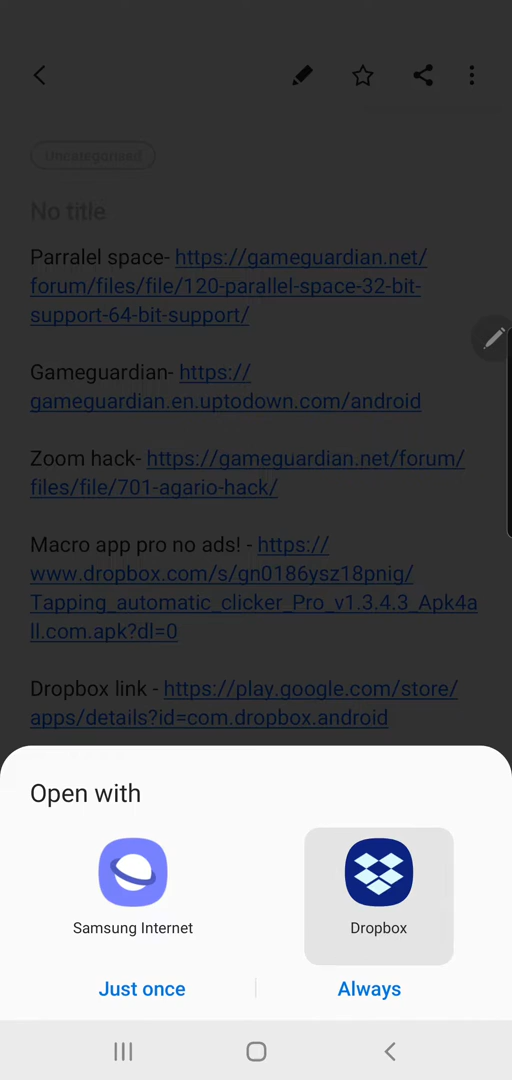 Uncategorised
No title
Parralel space- https://gameguardian.net/
forum/files/file/120-parallel-space-32-bit-
support-64-bit-support/
Gameguardian- https://
gameguardian.en.uptodown.com/android
Zoom hack- https://gameguardian.net/forum/
files/file/701-agario-hack/
Macro app pro no ads! - https://
www.dropbox.com/s/gn0186ysz18pnig/
Tapping_automatic_clicker_Pro_v1.3.4.3_Apk4a
ll.com.apk?dl=0
Dropbox link - https://play.google.com/store/
apps/details?id=com.dropbox.android
Open with
Samsung Internet
Dropbox
Just once
Always